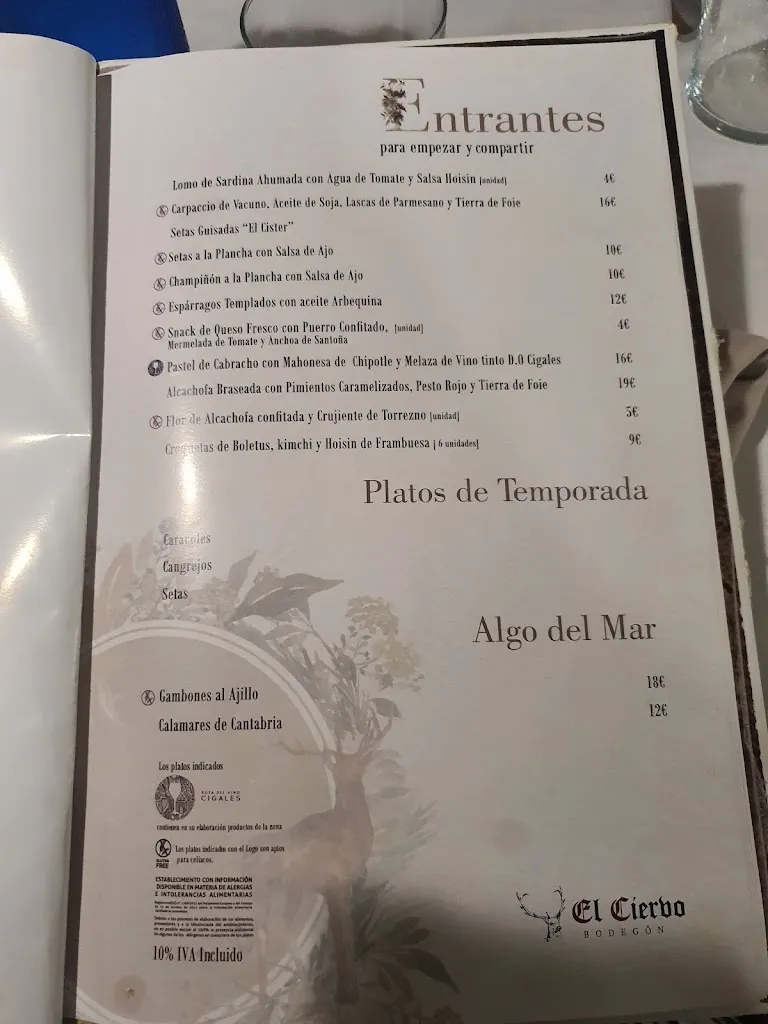 Entrantes
para empezar y compartir
Lomo de Sardina Ahumada con Agua de Tomate y Salsa Hoisin [unidad] 4€
Carpaccio de Vacuno, Aceite de Soja, Lascas de Parmesano y Tierra de Foie 16€
Setas Guisadas "El Cister"
Setas a la Plancha con Salsa de Ajo 10€
Champiñón a la Plancha con Salsa de Ajo 10€
Espárragos Templados con aceite Arbequina 12€
Snack de Queso Fresco con Puerro Confitado, [unidad] 4€
Mermelada de Tomate y Anchoa de Santoña
Pastel de Cabracho con Mahonesa de Chipotle y Melaza de Vino tinto D.O Cigales 16€
Alcachofa Braseada con Pimientos Caramelizados, Pesto Rojo y Tierra de Foie 19€
Flor de Alcachofa confitada y Crujiente de Torrezno [unidad] 5€
Croquetas de Boletus, kimchi y Hoisin de Frambuesa [ 6 unidades] 9€
Platos de Temporada
Caracoles
Cangrejos
Setas
Algo del Mar
Gambones al Ajillo 18€
Calamares de Cantabria 12€
Los platos indicados
RUTA DEL VINO
CIGALES
contienen en su elaboración productos de la zona
GLUTEN
FREE
Los platos indicados con el Logo son aptos
para celiacos.
ESTABLECIMIENTO CON INFORMACIÓN
DISPONIBLE EN MATERIA DE ALERGIAS
E INTOLERANCIAS ALIMENTARIAS
10% IVA Incluido
El Ciervo
BODEGÓN